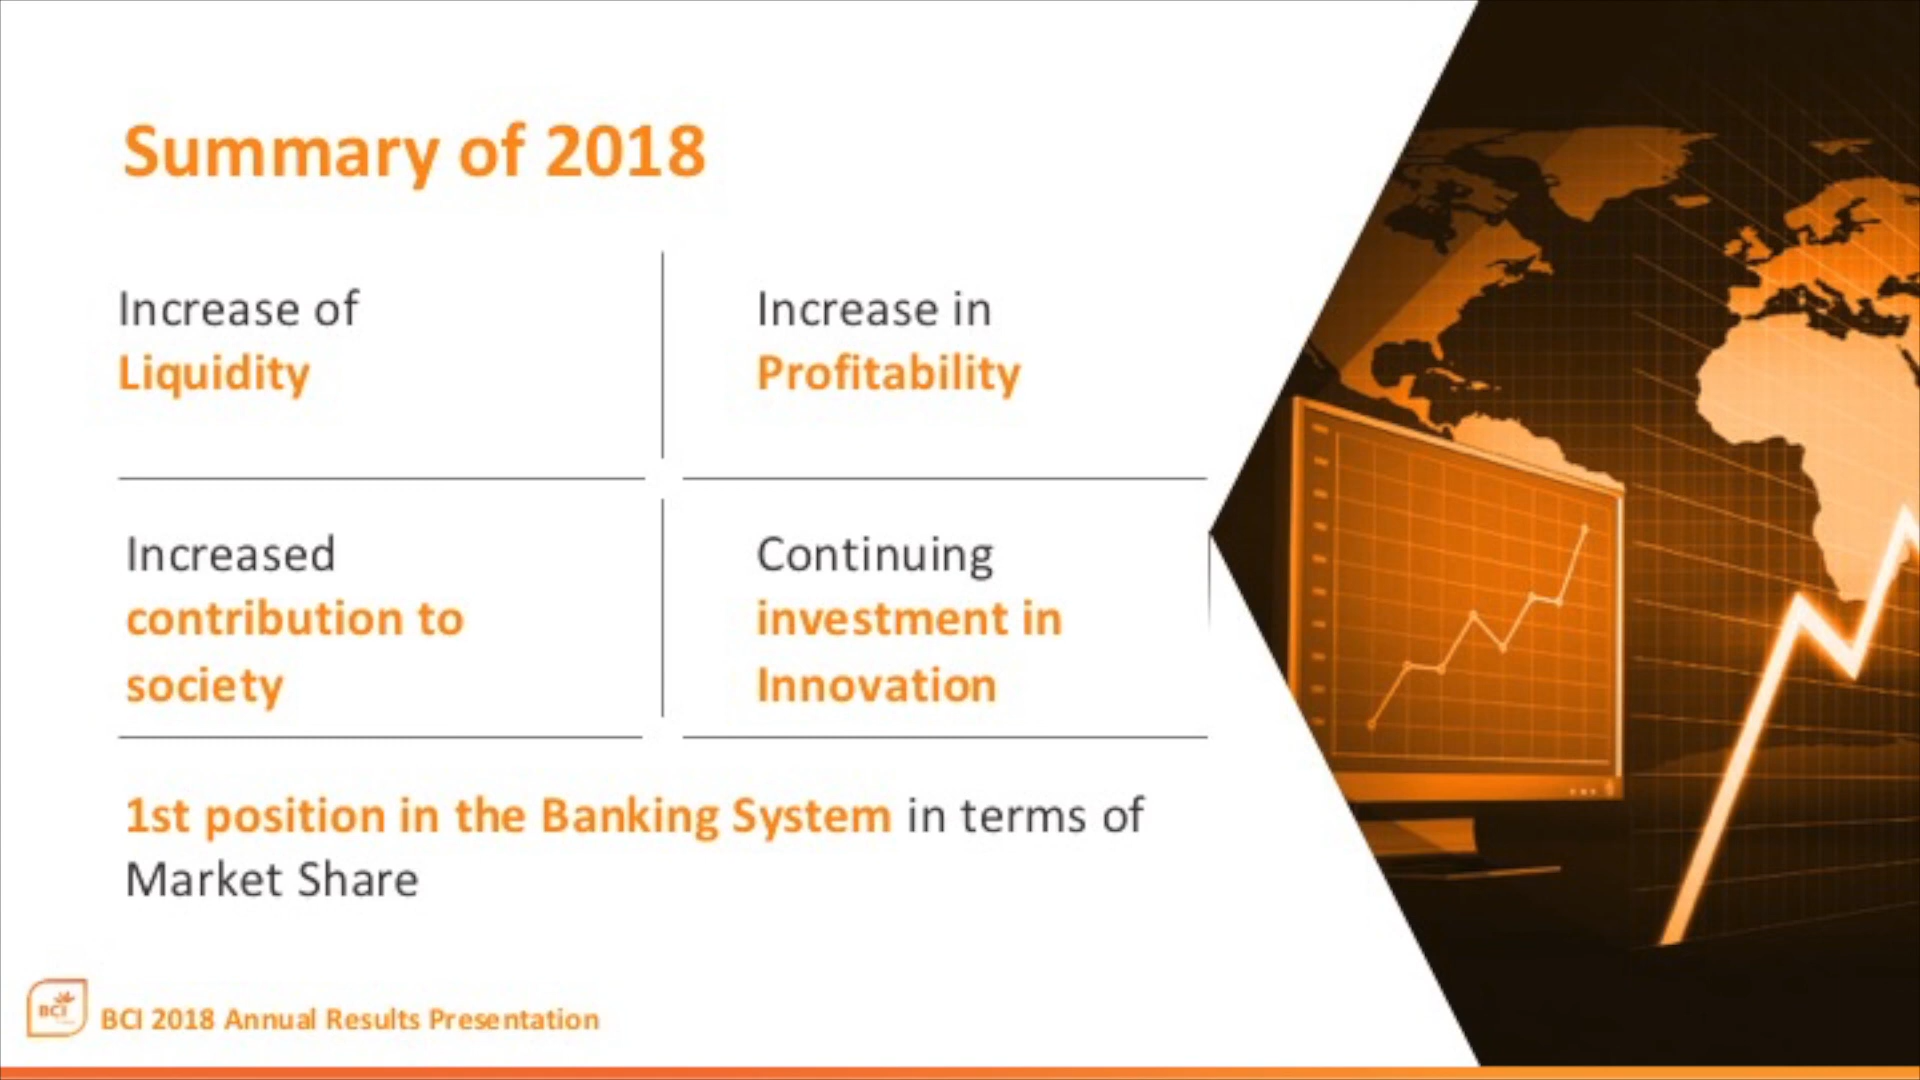 Summary of 2018
Increase of
Liquidity
Increase in
Profitability
Increased
contribution to
society
Continuing
investment in
Innovation
1st position in the Banking System in terms of
Market Share
BCI
BCI 2018 Annual Results Presentation